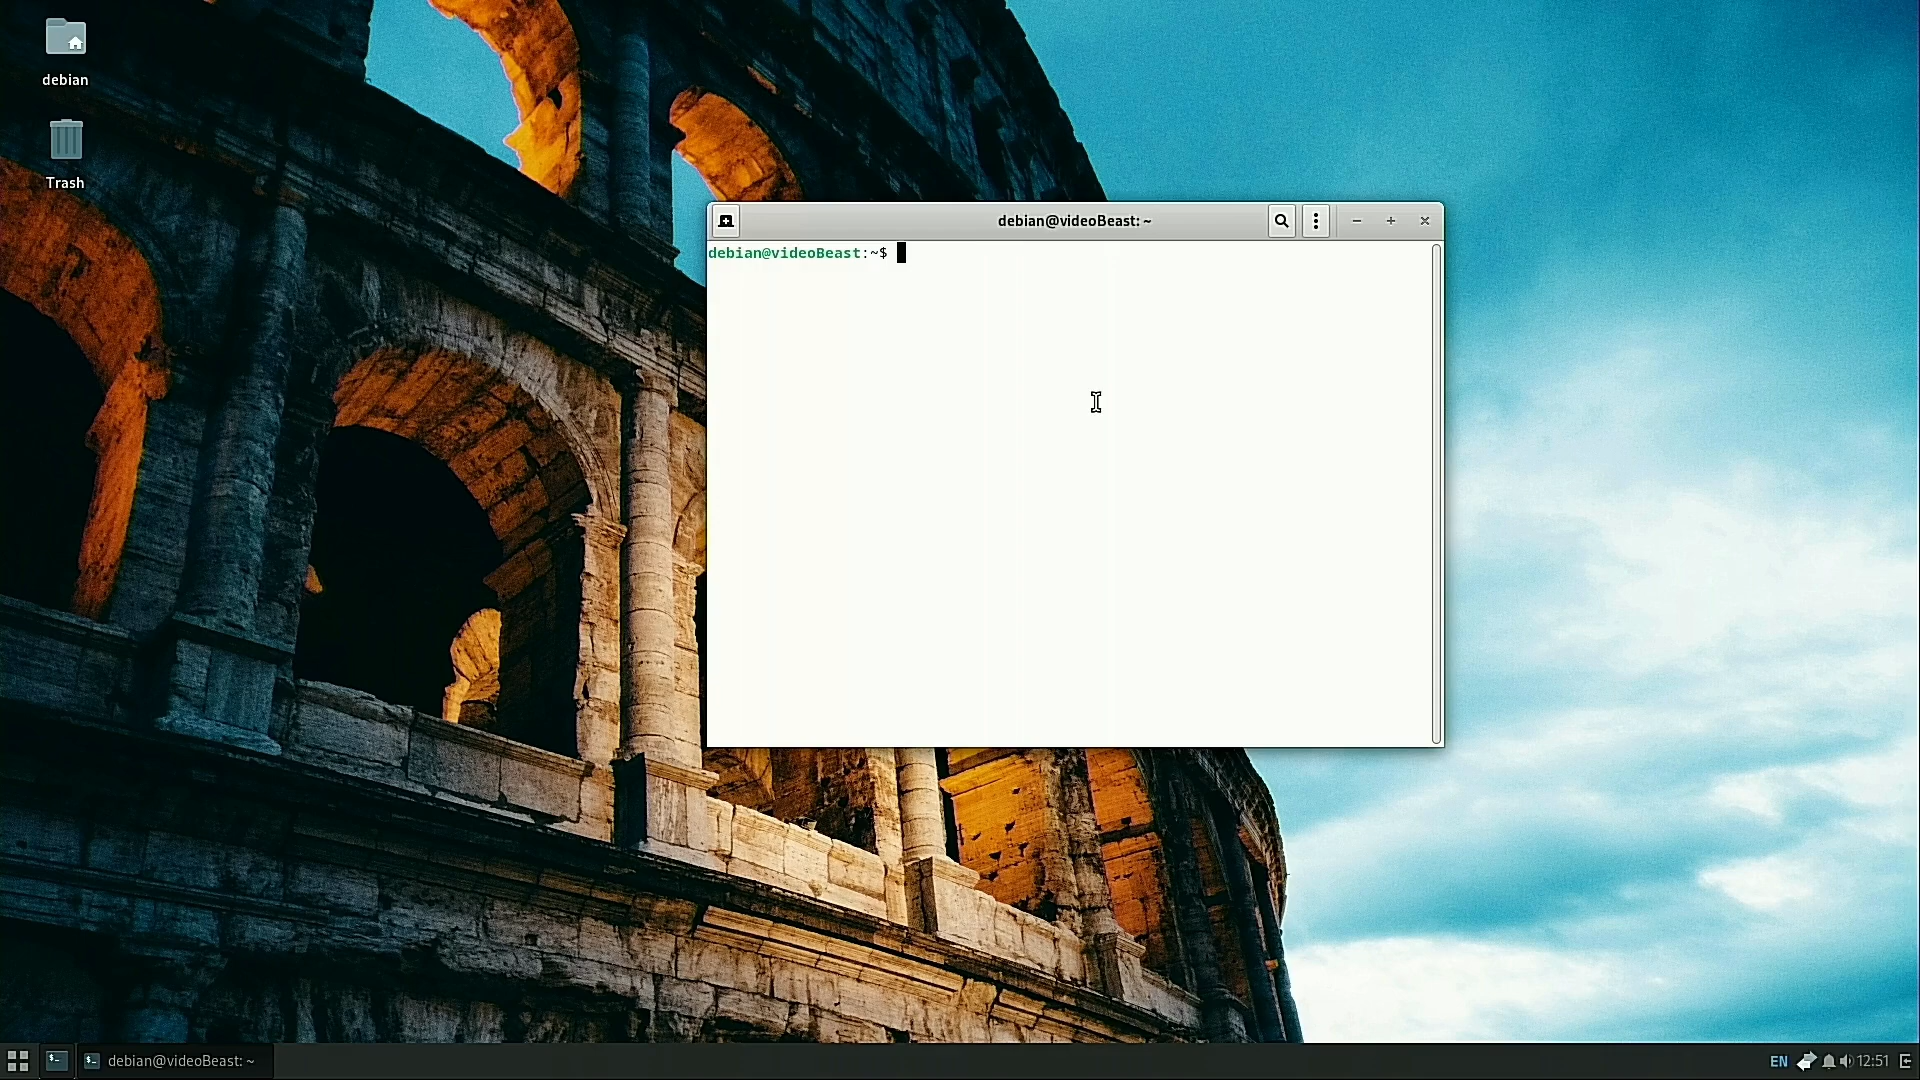 debian
Trash
debian@videoBeast: ~
debian@videoBeast:~$
debian@videoBeast: ~
EN
12:51